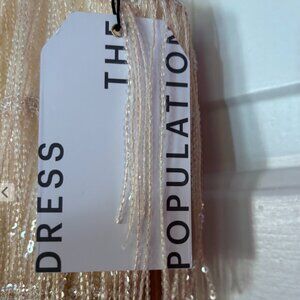 DRESS
THE
POPULATION